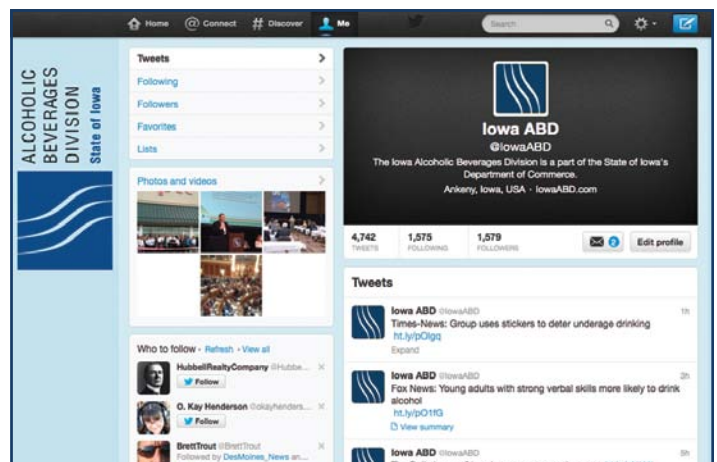 Home @ Connect # Discover Me
Search
ALCOHOLIC
BEVERAGES
DIVISION
State of Iowa
Tweets
Following
Followers
Favorites
Lists
Photos and videos
Who to follow · Refresh · View all
HubbellRealtyCompany @Hubbe...
Follow
O. Kay Henderson @okayhenders...
Follow
BrettTrout @BrettTrout
Followed by DesMoines_News an...
Iowa ABD
@IowaABD
The Iowa Alcoholic Beverages Division is a part of the State of Iowa's
Department of Commerce.
Ankeny, Iowa, USA · IowaABD.com
4,742 1,575 1,579
TWEETS FOLLOWING FOLLOWERS
2 Edit profile
Tweets
Iowa ABD @IowaABD 1h
Times-News: Group uses stickers to deter underage drinking
ht.ly/pOlgq
Expand
Iowa ABD @IowaABD 3h
Fox News: Young adults with strong verbal skills more likely to drink
alcohol
ht.ly/pO1fG
View summary
Iowa ABD @IowaABD 5h